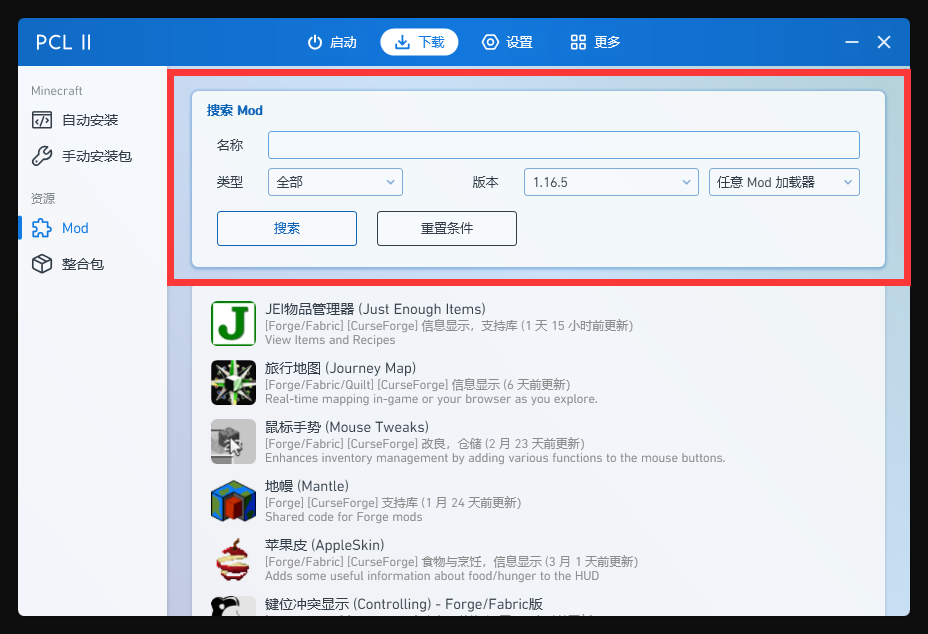 PCL II
启动
下载
设置
更多
Minecraft
自动安装
手动安装包
资源
Mod
整合包
搜索 Mod
名称
类型 全部 版本 1.16.5 任意 Mod 加载器
搜索 重置条件
JEI物品管理器 (Just Enough Items)
[Forge/Fabric] [CurseForge] 信息显示，支持库 (1 天 15 小时前更新)
View Items and Recipes
旅行地图 (Journey Map)
[Forge/Fabric/Quilt] [CurseForge] 信息显示 (6 天前更新)
Real-time mapping in-game or your browser as you explore.
鼠标手势 (Mouse Tweaks)
[Forge/Fabric] [CurseForge] 改良，仓储 (2 月 23 天前更新)
Enhances inventory management by adding various functions to the mouse buttons.
地幔 (Mantle)
[Forge] [CurseForge] 支持库 (1 月 24 天前更新)
Shared code for Forge mods
苹果皮 (AppleSkin)
[Forge/Fabric] [CurseForge] 食物与烹饪，信息显示 (3 月 1 天前更新)
Adds some useful information about food/hunger to the HUD
键位冲突显示 (Controlling) - Forge/Fabric版